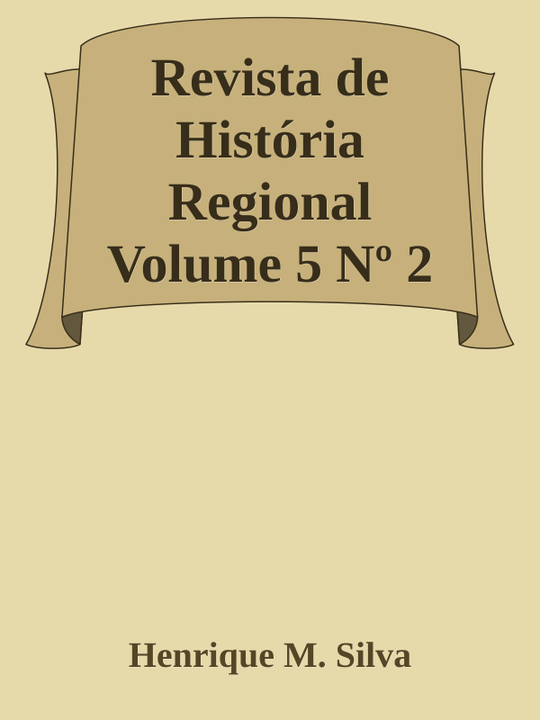 Revista de
História
Regional
Volume 5 Nº 2
Henrique M. Silva